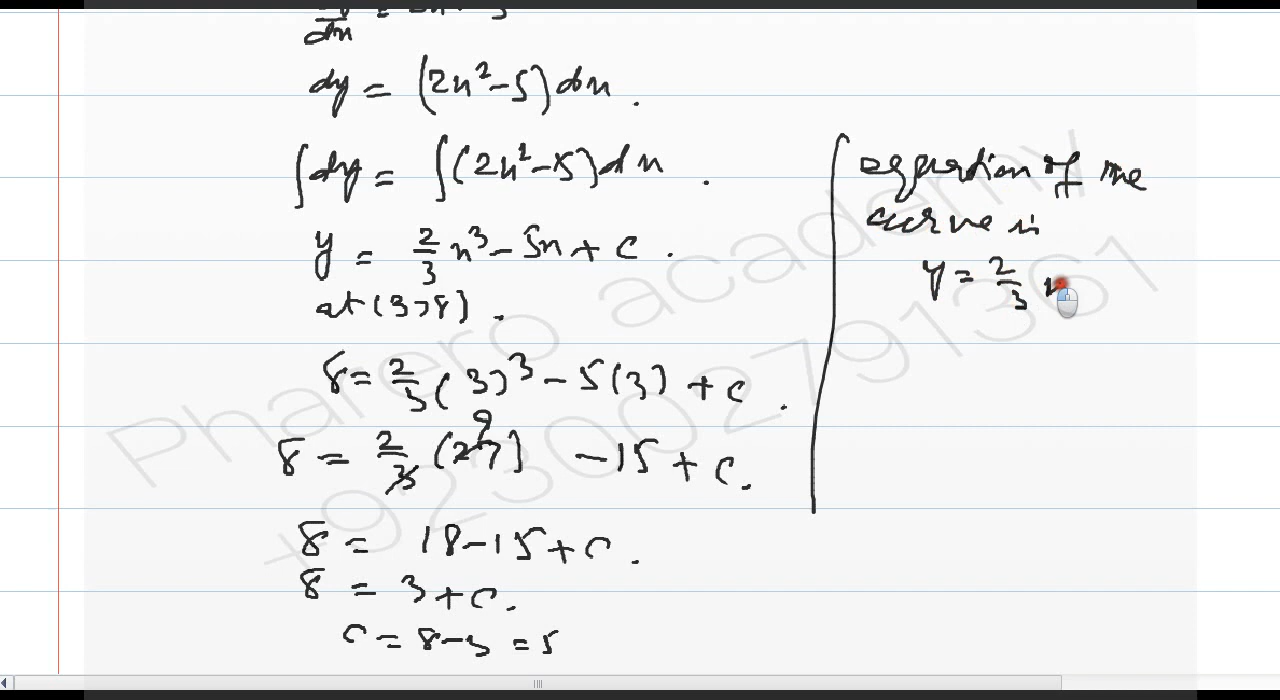 dx
dy = (2x² - 5) dx .
∫ dy = ∫ (2x² - 5) dx .
y = 2/3 x³ - 5x + c .
at (3, 8) .
8 = 2/3 (3)³ - 5(3) + c .
9
8 = 2/3 (27) - 15 + c .
8 = 18 - 15 + c .
8 = 3 + c .
c = 8 - 3 = 5
equation of the
curve is
y = 2/3
Pharero academy
+923002791361